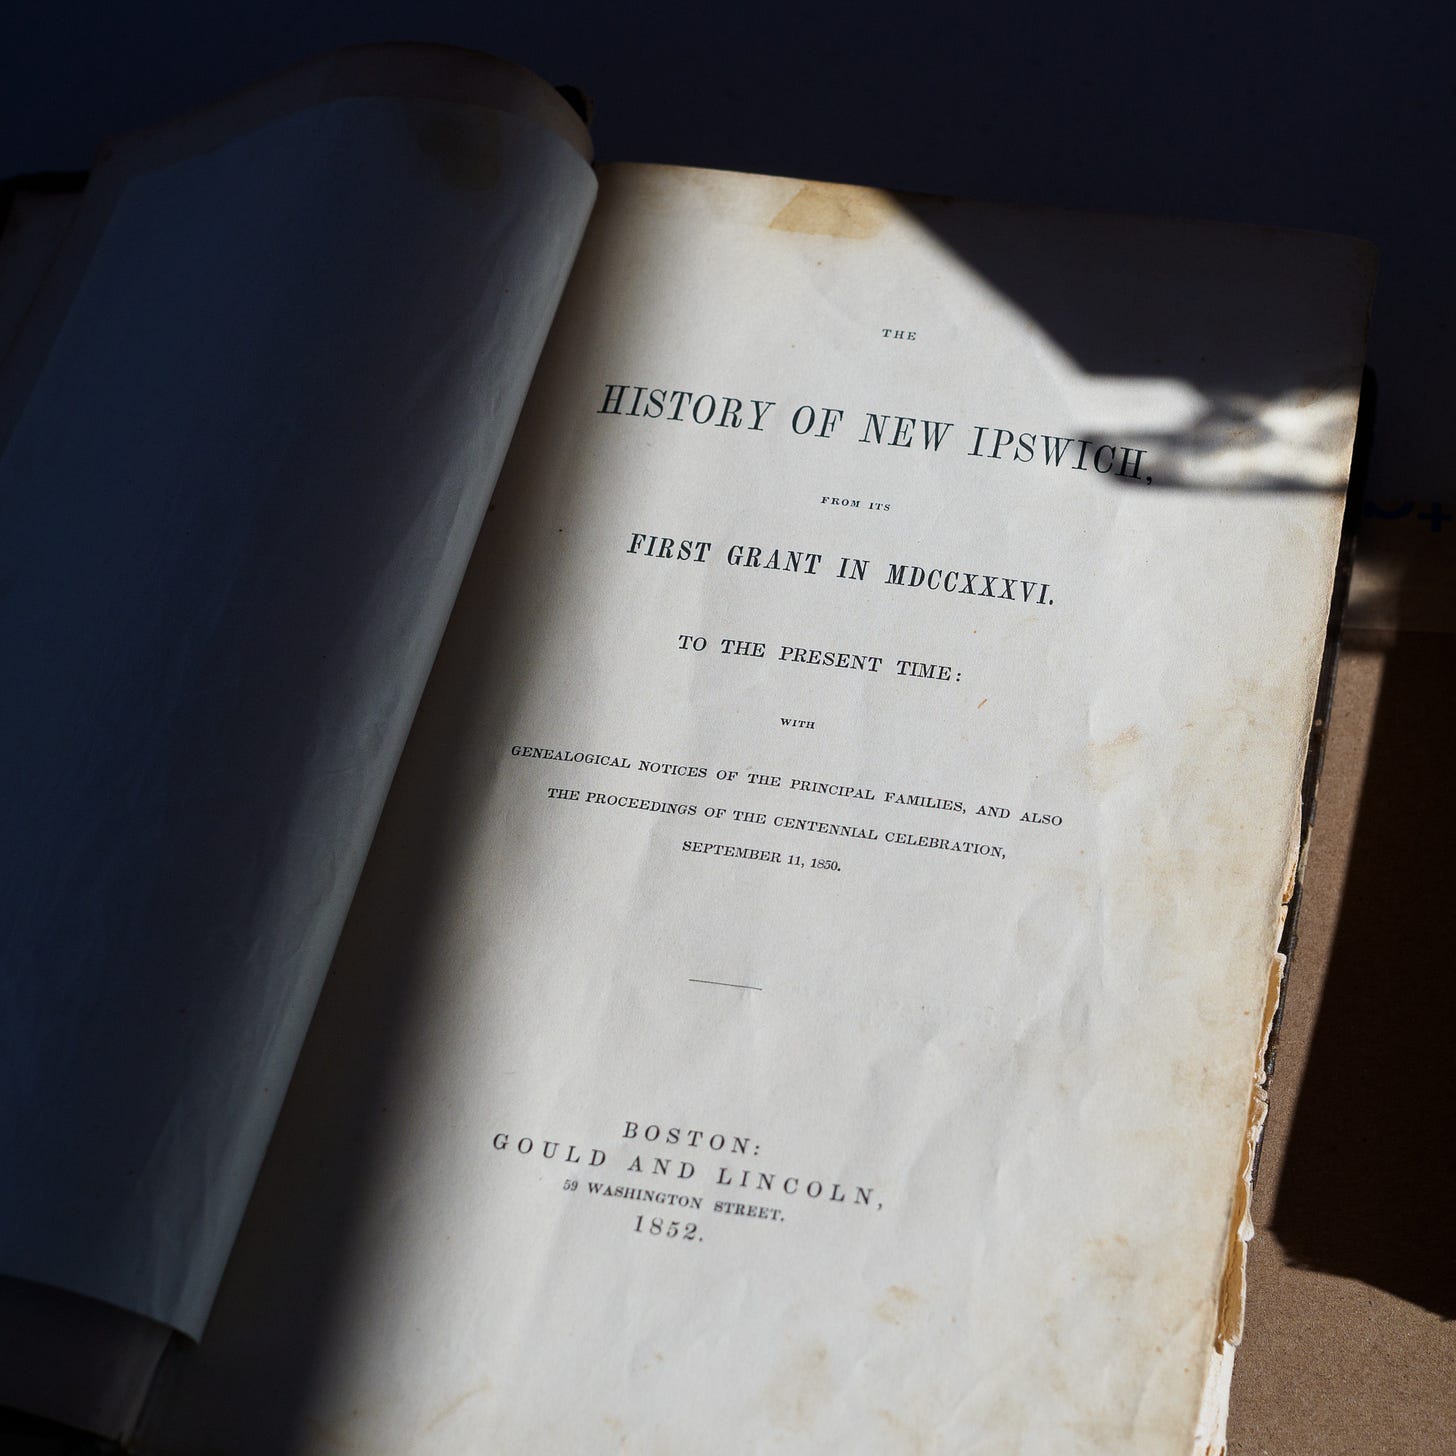 THE
HISTORY OF NEW IPSWICH,
FROM ITS
FIRST GRANT IN MDCCXXXVI.
TO THE PRESENT TIME:
WITH
GENEALOGICAL NOTICES OF THE PRINCIPAL FAMILIES, AND ALSO
THE PROCEEDINGS OF THE CENTENNIAL CELEBRATION,
SEPTEMBER 11, 1850.
BOSTON:
GOULD AND LINCOLN,
59 WASHINGTON STREET.
1852.